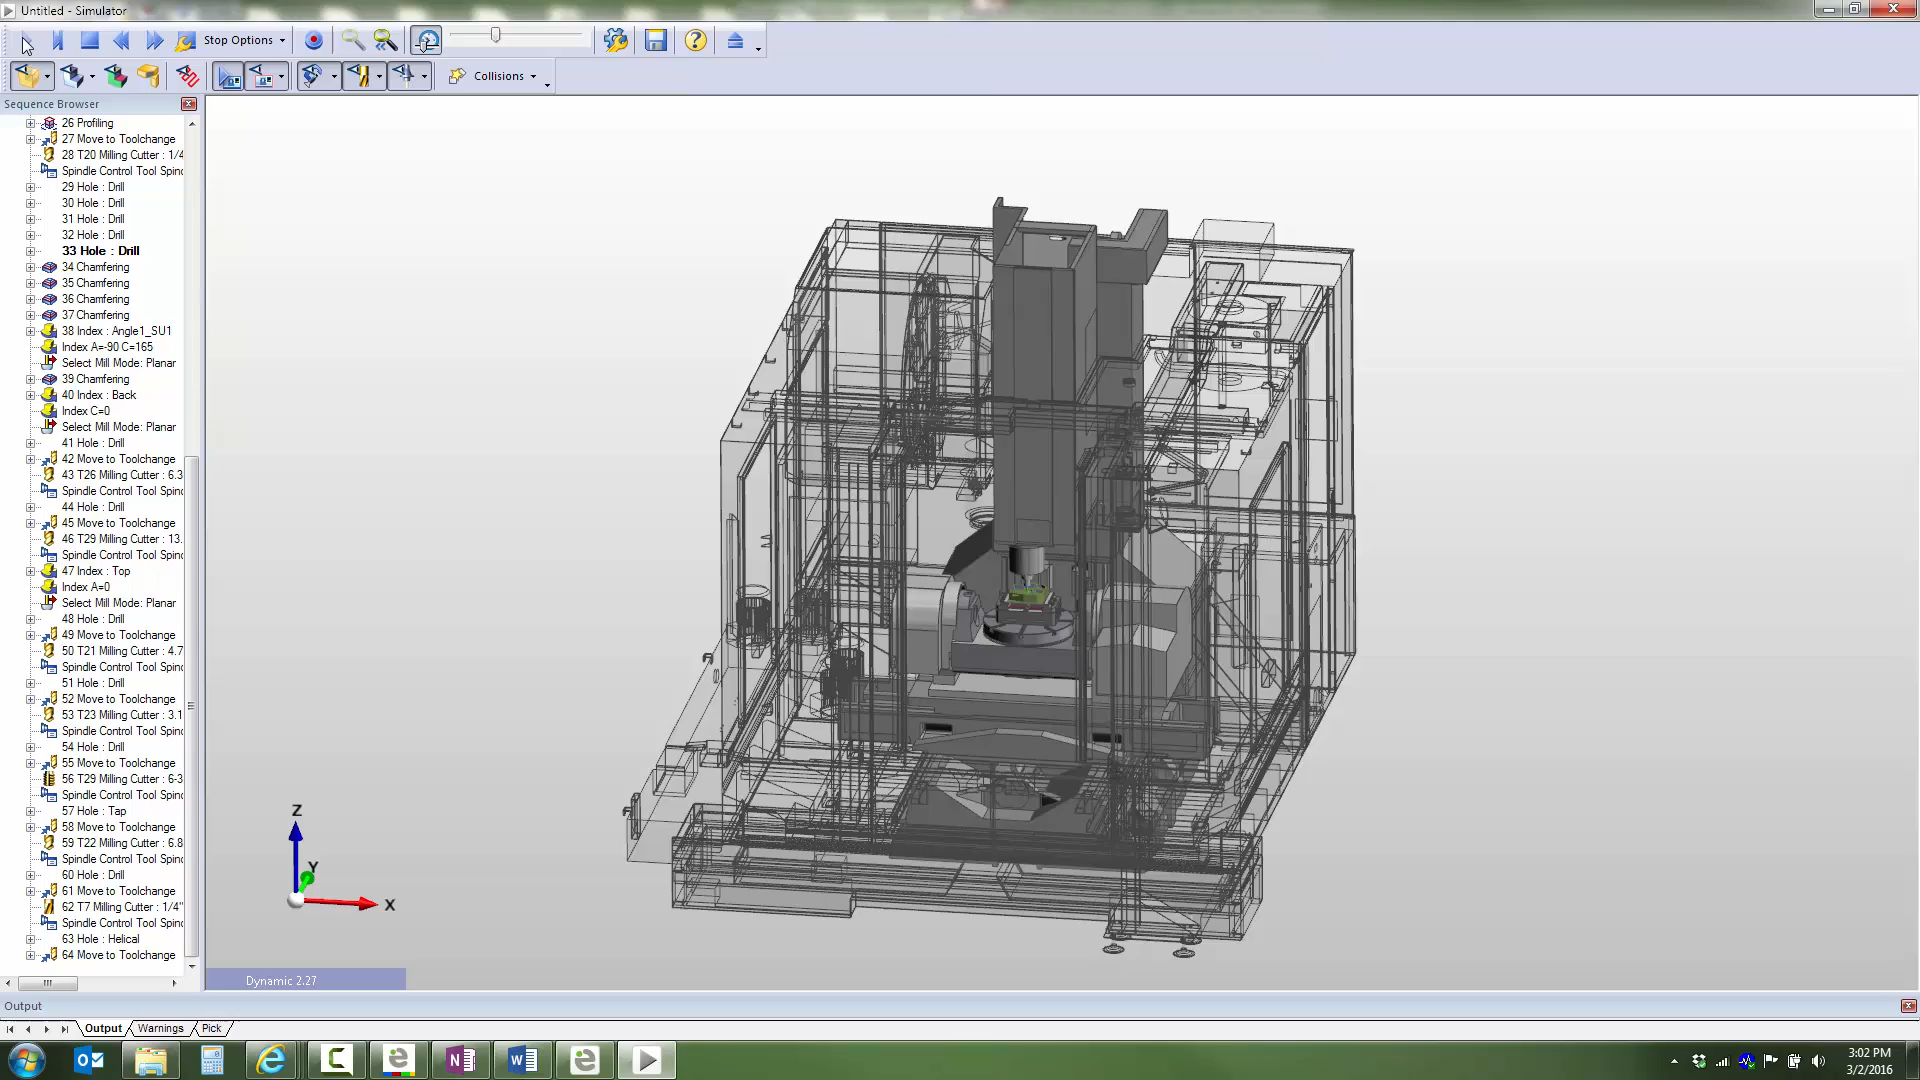 Untitled - Simulator
Stop Options
Collisions
Sequence Browser
26 Profiling
27 Move to Toolchange
28 T20 Milling Cutter : 1/4
Spindle Control Tool Spind
29 Hole : Drill
30 Hole : Drill
31 Hole : Drill
32 Hole : Drill
33 Hole : Drill
34 Chamfering
35 Chamfering
36 Chamfering
37 Chamfering
38 Index : Angle1_SU1
Index A=-90 C=165
Select Mill Mode: Planar
39 Chamfering
40 Index : Back
Index C=0
Select Mill Mode: Planar
41 Hole : Drill
42 Move to Toolchange
43 T26 Milling Cutter : 6.3
Spindle Control Tool Spind
44 Hole : Drill
45 Move to Toolchange
46 T29 Milling Cutter : 13.
Spindle Control Tool Spind
47 Index : Top
Index A=0
Select Mill Mode: Planar
48 Hole : Drill
49 Move to Toolchange
50 T21 Milling Cutter : 4.7
Spindle Control Tool Spind
51 Hole : Drill
52 Move to Toolchange
53 T23 Milling Cutter : 3.1
Spindle Control Tool Spind
54 Hole : Drill
55 Move to Toolchange
56 T29 Milling Cutter : 6-3
Spindle Control Tool Spind
57 Hole : Tap
58 Move to Toolchange
59 T22 Milling Cutter : 6.8
Spindle Control Tool Spind
60 Hole : Drill
61 Move to Toolchange
62 T7 Milling Cutter : 1/4"
Spindle Control Tool Spind
63 Hole : Helical
64 Move to Toolchange
Z
Y
X
Dynamic 2.27
Output
Output Warnings Pick
3:02 PM
3/2/2016